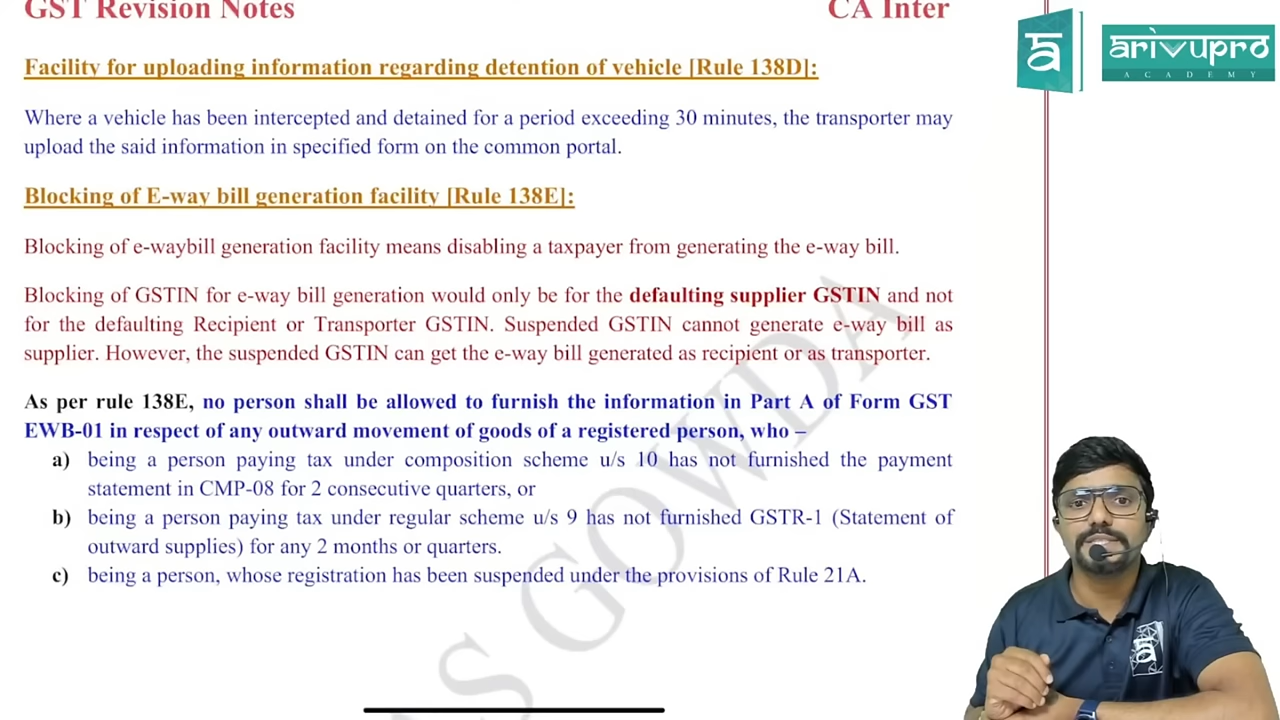 GST Revision Notes
CA Inter
ā
arivupro
ACADEMY
Facility for uploading information regarding detention of vehicle [Rule 138D]:
Where a vehicle has been intercepted and detained for a period exceeding 30 minutes, the transporter may
upload the said information in specified form on the common portal.
Blocking of E-way bill generation facility [Rule 138E]:
Blocking of e-waybill generation facility means disabling a taxpayer from generating the e-way bill.
Blocking of GSTIN for e-way bill generation would only be for the defaulting supplier GSTIN and not
for the defaulting Recipient or Transporter GSTIN. Suspended GSTIN cannot generate e-way bill as
supplier. However, the suspended GSTIN can get the e-way bill generated as recipient or as transporter.
As per rule 138E, no person shall be allowed to furnish the information in Part A of Form GST
EWB-01 in respect of any outward movement of goods of a registered person, who –
a) being a person paying tax under composition scheme u/s 10 has not furnished the payment
statement in CMP-08 for 2 consecutive quarters, or
b) being a person paying tax under regular scheme u/s 9 has not furnished GSTR-1 (Statement of
outward supplies) for any 2 months or quarters.
c) being a person, whose registration has been suspended under the provisions of Rule 21A.
AS GOWDA
ā